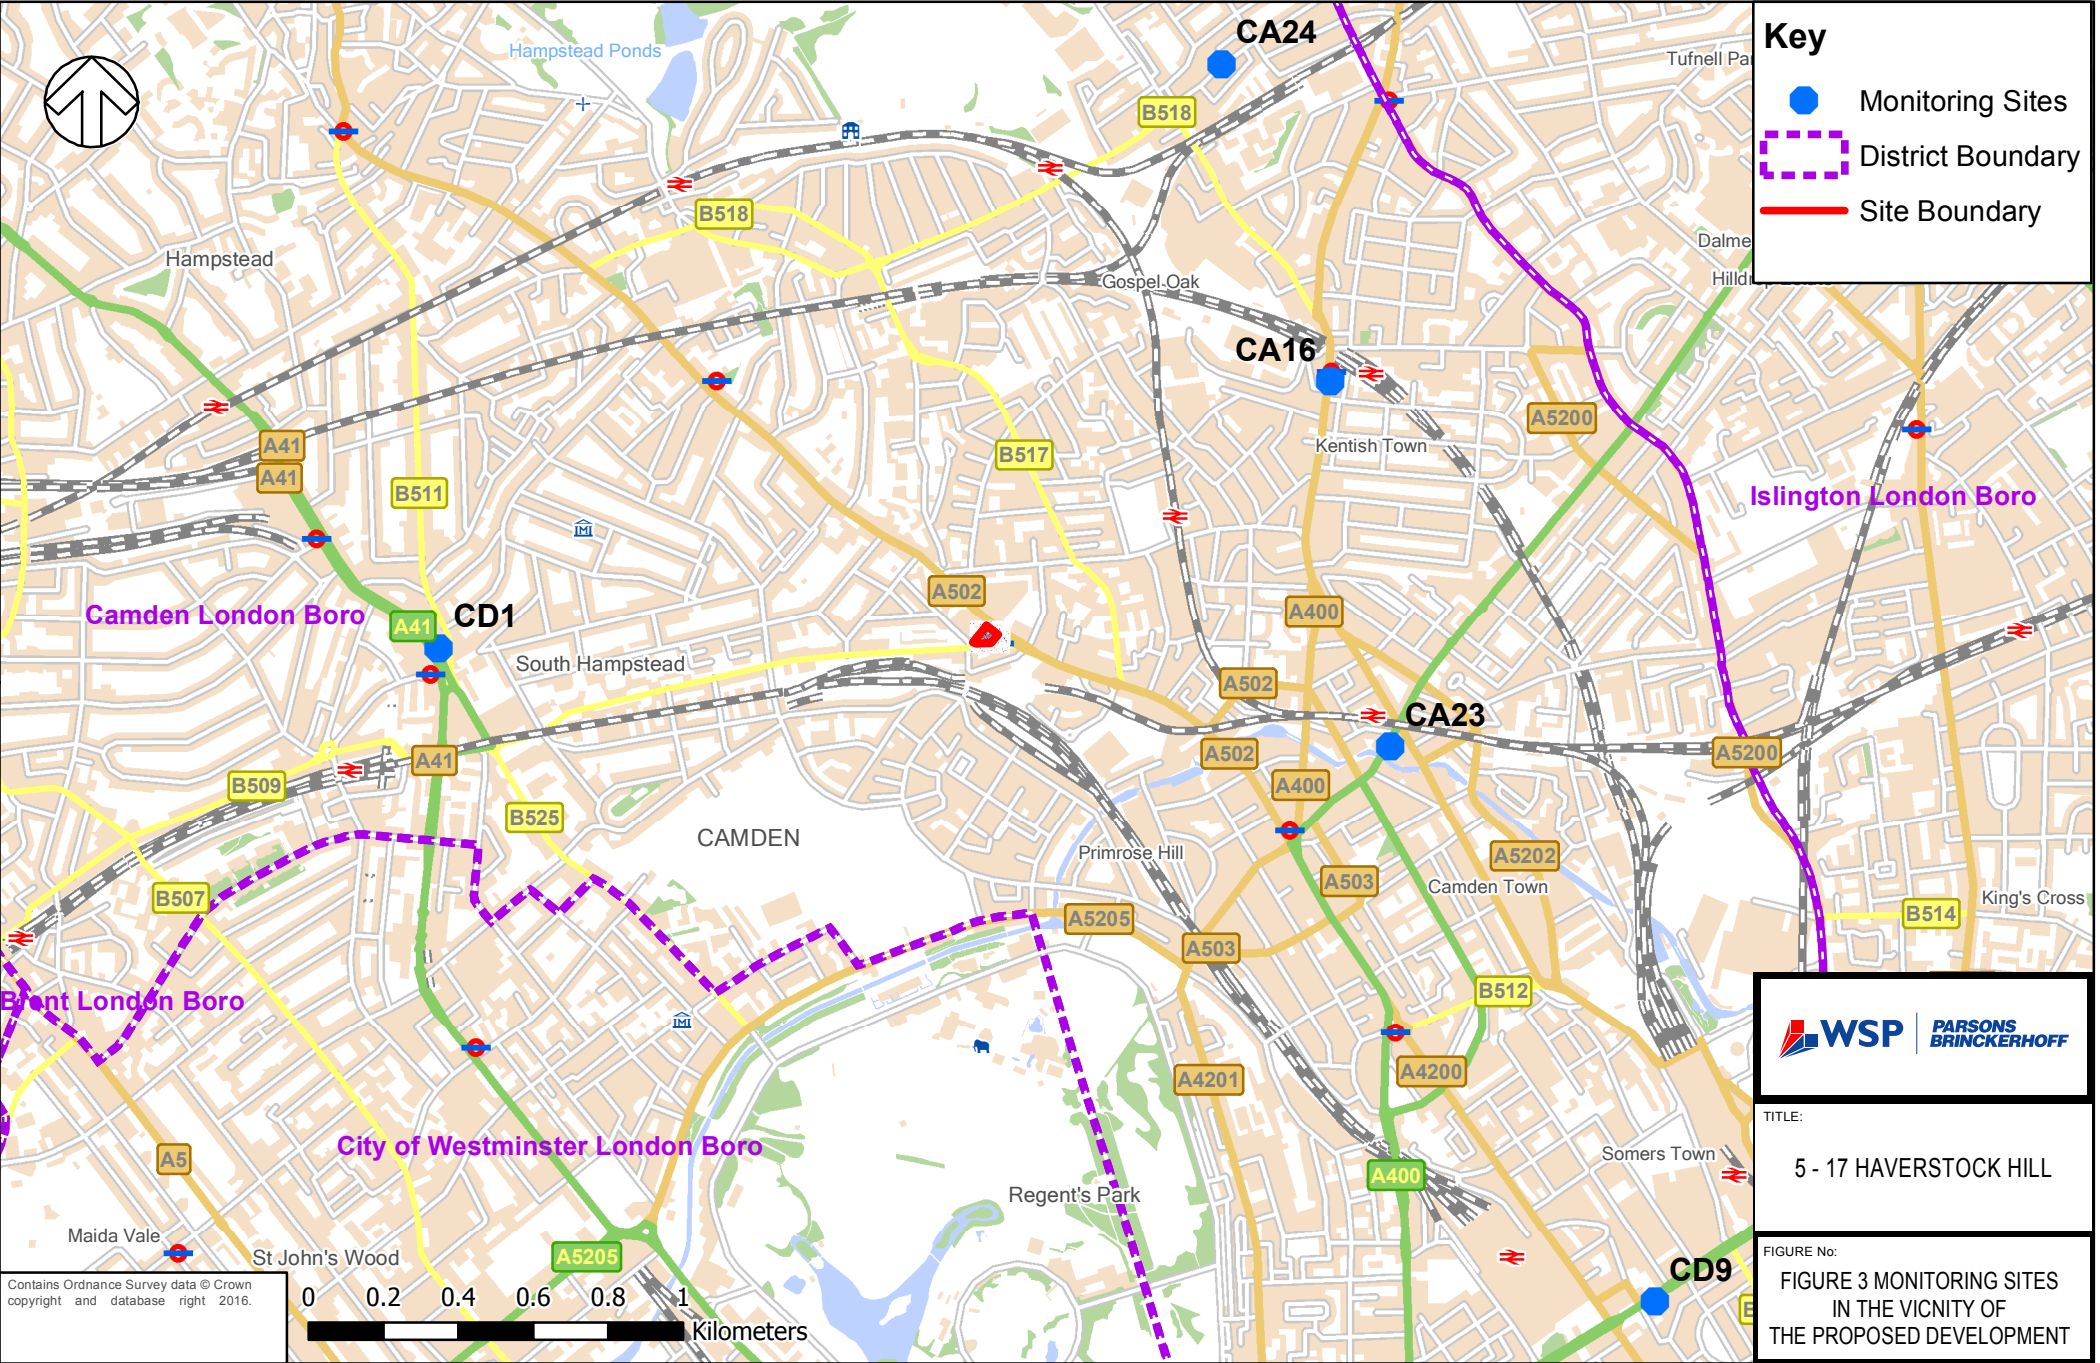 CA24
Hampstead Ponds
Tufnell
B518
B518
Hampstead
Gospel Oak
CA16
Kentish Town
A5200
A41
A41
B511
B517
Islington London Boro
Camden London Boro
A41
CD1
A502
A400
South Hampstead
A502
CA23
A502
A5200
A41
B509
A400
B525
CAMDEN
Primrose Hill
A5202
A503
Camden Town
B507
A5205
A503
B514
King's Cross
Brent London Boro
B512
A4201
A4200
City of Westminster London Boro
A5
A400
Somers Town
Regent's Park
Maida Vale
St John's Wood
A5205
CD9
Key
Monitoring Sites
District Boundary
Site Boundary
WSP
PARSONS
BRINCKERHOFF
TITLE:
5 - 17 HAVERSTOCK HILL
FIGURE No:
FIGURE 3 MONITORING SITES
IN THE VICNITY OF
THE PROPOSED DEVELOPMENT
Contains Ordnance Survey data © Crown
copyright and database right 2016.
0 0.2 0.4 0.6 0.8 1
Kilometers